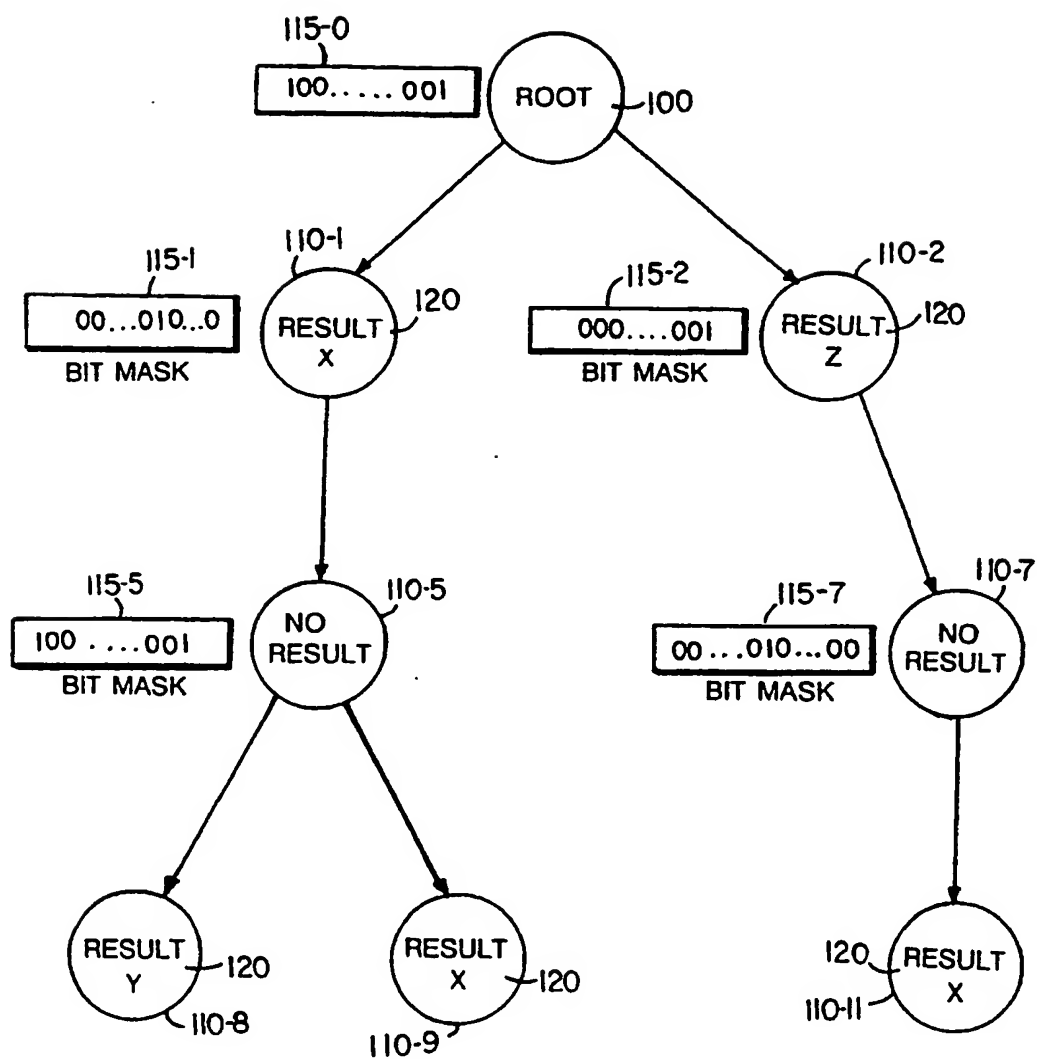 115-0
100.....001
ROOT
100
110-1
115-1
00...010...0
BIT MASK
RESULT
X
120
110-2
115-2
000....001
BIT MASK
RESULT
Z
120
115-5
100 ....001
BIT MASK
110-5
NO
RESULT
115-7
00...010...00
BIT MASK
110-7
NO
RESULT
RESULT
Y
120
110-8
RESULT
X
120
110-9
120
RESULT
X
110-11